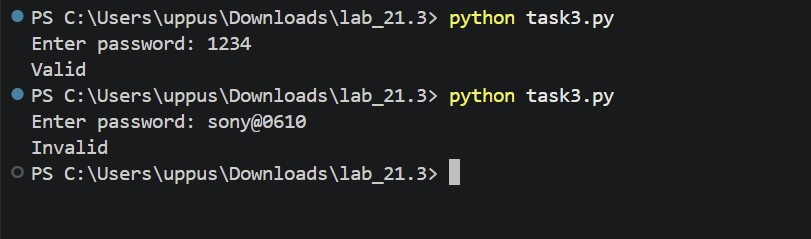 PS C:\Users\uppus\Downloads\lab_21.3> python task3.py
Enter password: 1234
Valid
PS C:\Users\uppus\Downloads\lab_21.3> python task3.py
Enter password: sony@0610
Invalid
PS C:\Users\uppus\Downloads\lab_21.3>